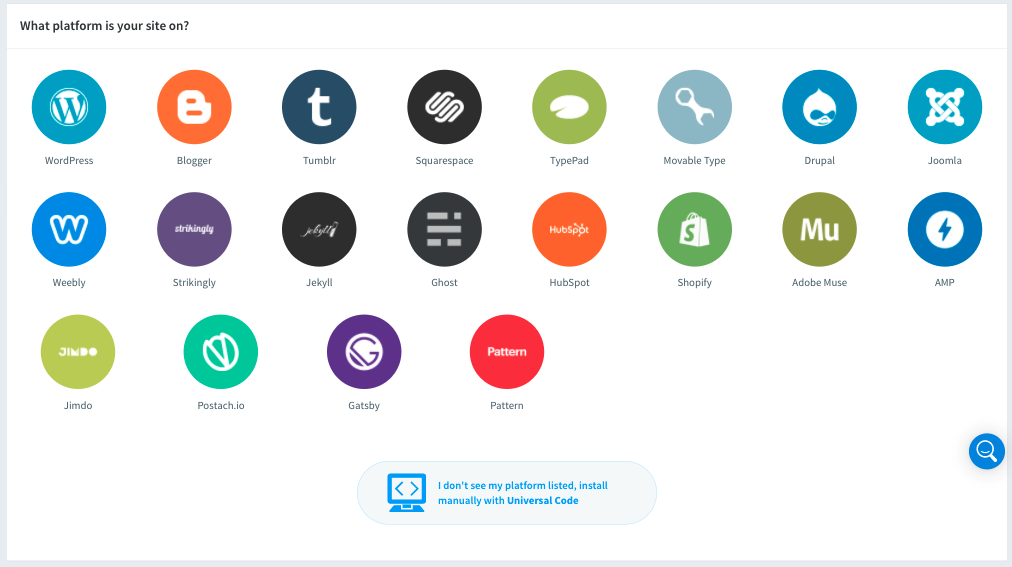 What platform is your site on?
WordPress
Blogger
Tumblr
Squarespace
TypePad
Movable Type
Drupal
Joomla
strikingly
jekyll
HubSpot
Mu
Weebly
Strikingly
Jekyll
Ghost
HubSpot
Shopify
Adobe Muse
AMP
JIMDO
Pattern
Jimdo
Postach.io
Gatsby
Pattern
I don't see my platform listed, install
manually with Universal Code